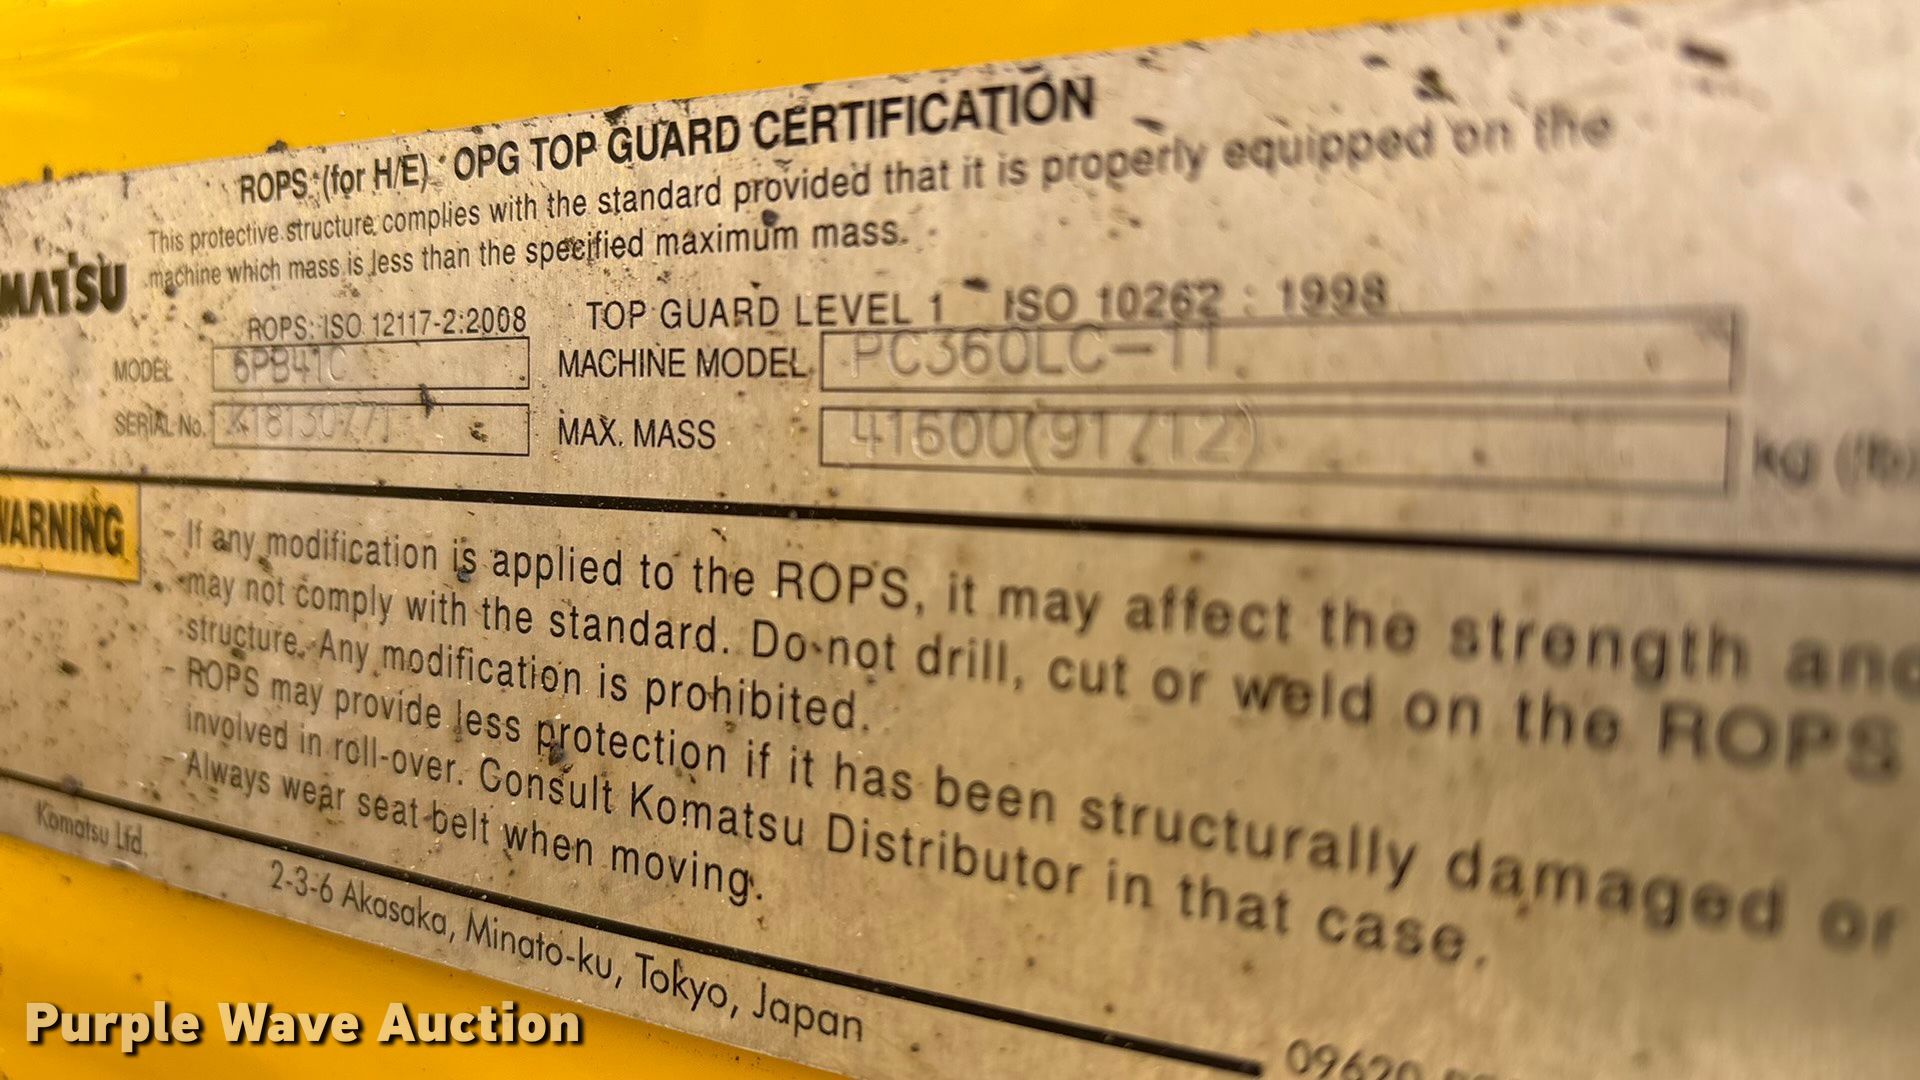 ROPS (for H/E) · OPG TOP GUARD CERTIFICATION
This protective structure complies with the standard provided that it is properly equipped on the
machine which mass is less than the specified maximum mass.
MATSU
ROPS: ISO 12117-2:2008 TOP GUARD LEVEL 1 ISO 10262 : 1998
MODEL 6PB41C MACHINE MODEL PC360LC-11
SERIAL No. MAX. MASS 41600(91712) kg (lb)
WARNING
- If any modification is applied to the ROPS, it may affect the strength and
may not comply with the standard. Do not drill, cut or weld on the ROPS
structure. Any modification is prohibited.
- ROPS may provide less protection if it has been structurally damaged or
involved in roll-over. Consult Komatsu Distributor in that case.
- Always wear seat belt when moving.
Komatsu Ltd.
2-3-6 Akasaka, Minato-ku, Tokyo, Japan
09620
Purple Wave Auction